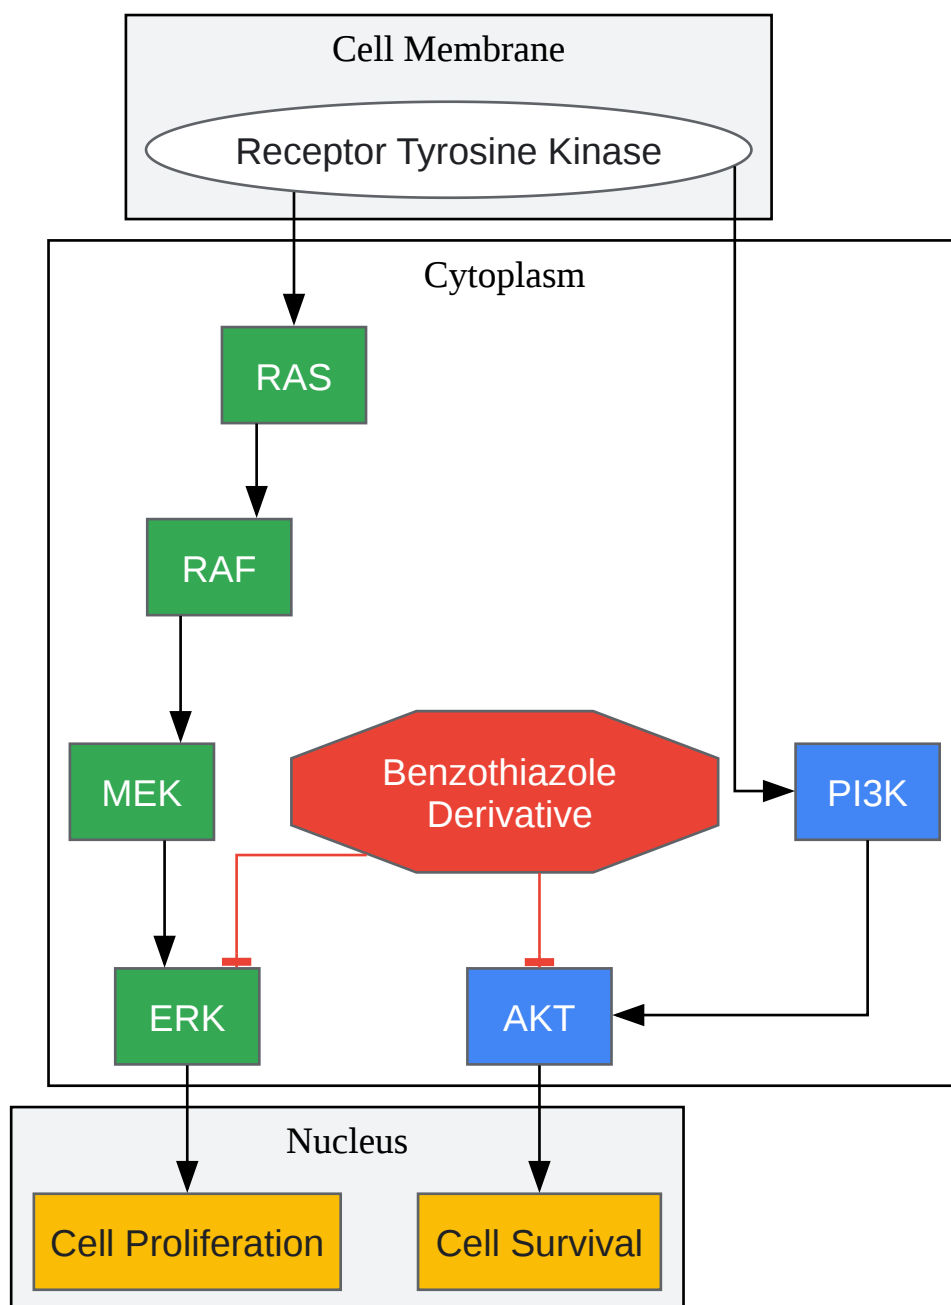 Cell Membrane
Receptor Tyrosine Kinase
Cytoplasm
RAS
RAF
MEK
Benzothiazole
Derivative
PI3K
ERK
AKT
Nucleus
Cell Proliferation
Cell Survival